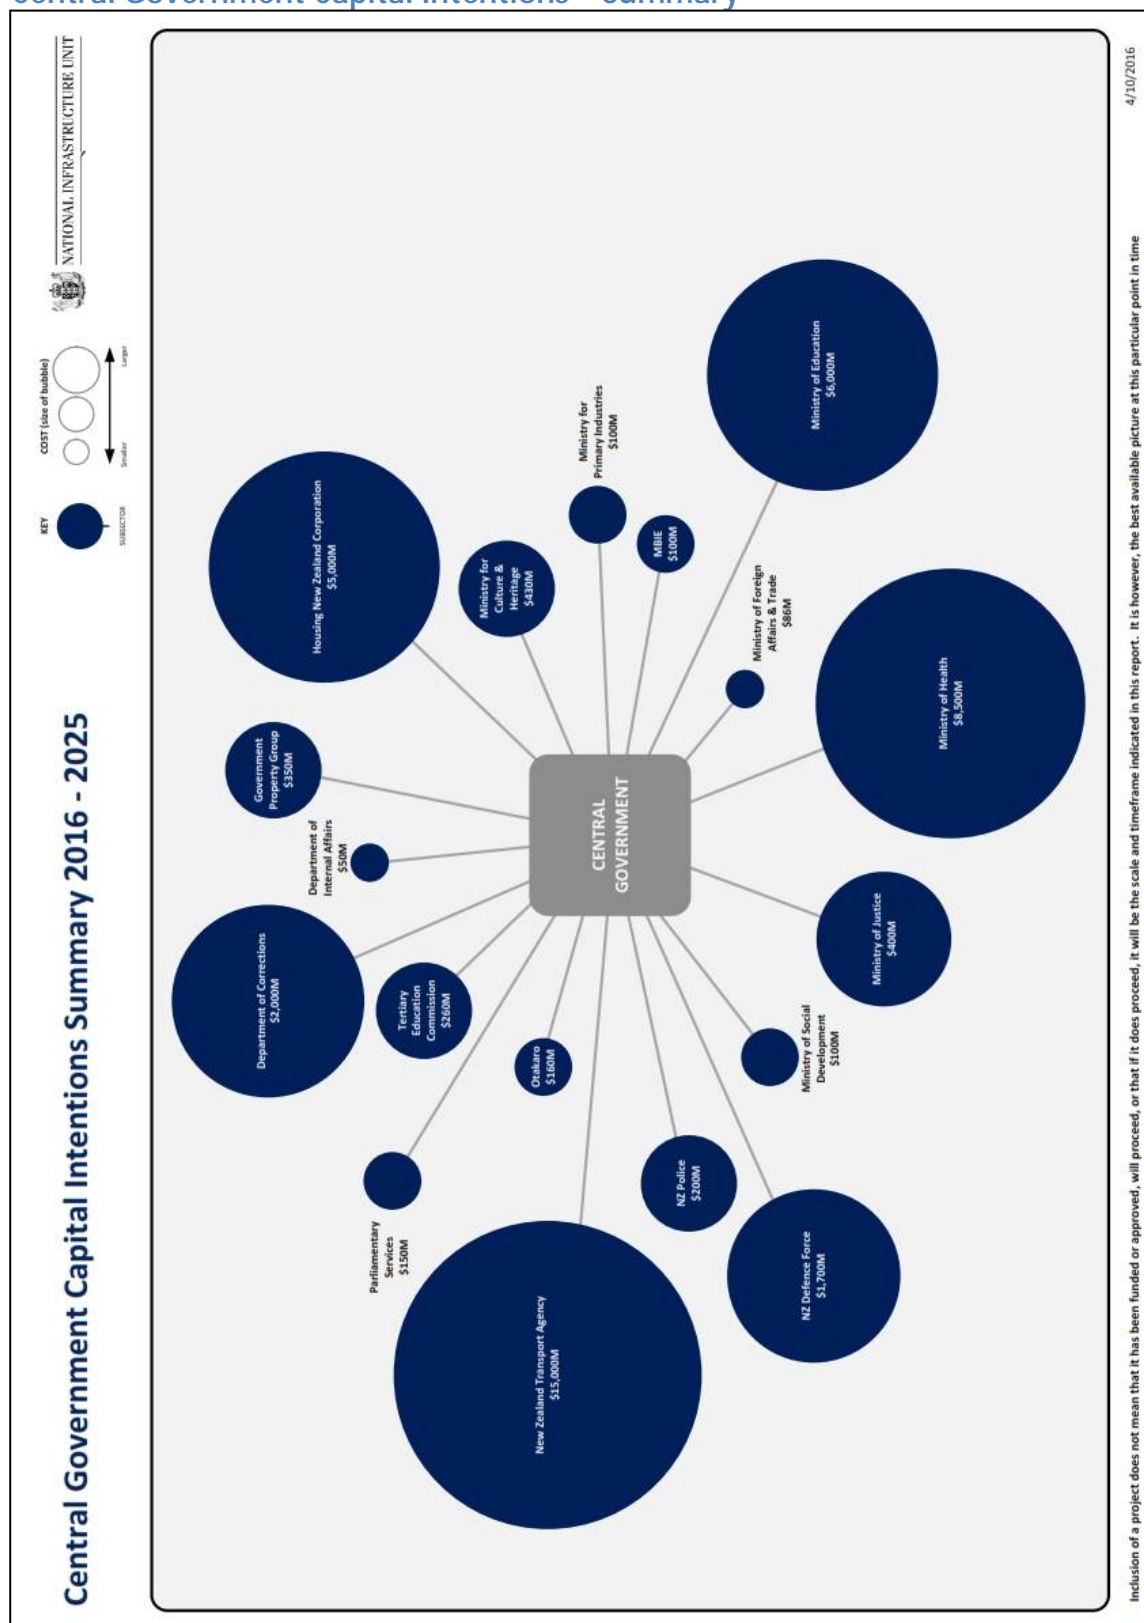 Central Government Capital Intentions - Summary
Central Government Capital Intentions Summary 2016 - 2025
KEY
SUBSECTOR
COST (size of bubble)
Smaller
Larger
NATIONAL INFRASTRUCTURE UNIT
Department of Corrections
$2,000M
Department of
Internal Affairs
$50M
Government
Property Group
$350M
Housing New Zealand Corporation
$5,000M
Parliamentary
Services
$150M
Tertiary
Education
Commission
$260M
Ministry for
Culture &
Heritage
$430M
Ministry for
Primary Industries
$100M
New Zealand Transport Agency
$15,000M
Otakaro
$160M
CENTRAL
GOVERNMENT
MBIE
$100M
NZ Police
$200M
Ministry of Foreign
Affairs & Trade
$86M
Ministry of Education
$6,000M
NZ Defence Force
$1,700M
Ministry of Social
Development
$100M
Ministry of Justice
$400M
Ministry of Health
$8,500M
Inclusion of a project does not mean that it has been funded or approved, will proceed, or that if it does proceed, it will be the scale and timeframe indicated in this report. It is however, the best available picture at this particular point in time
4/10/2016